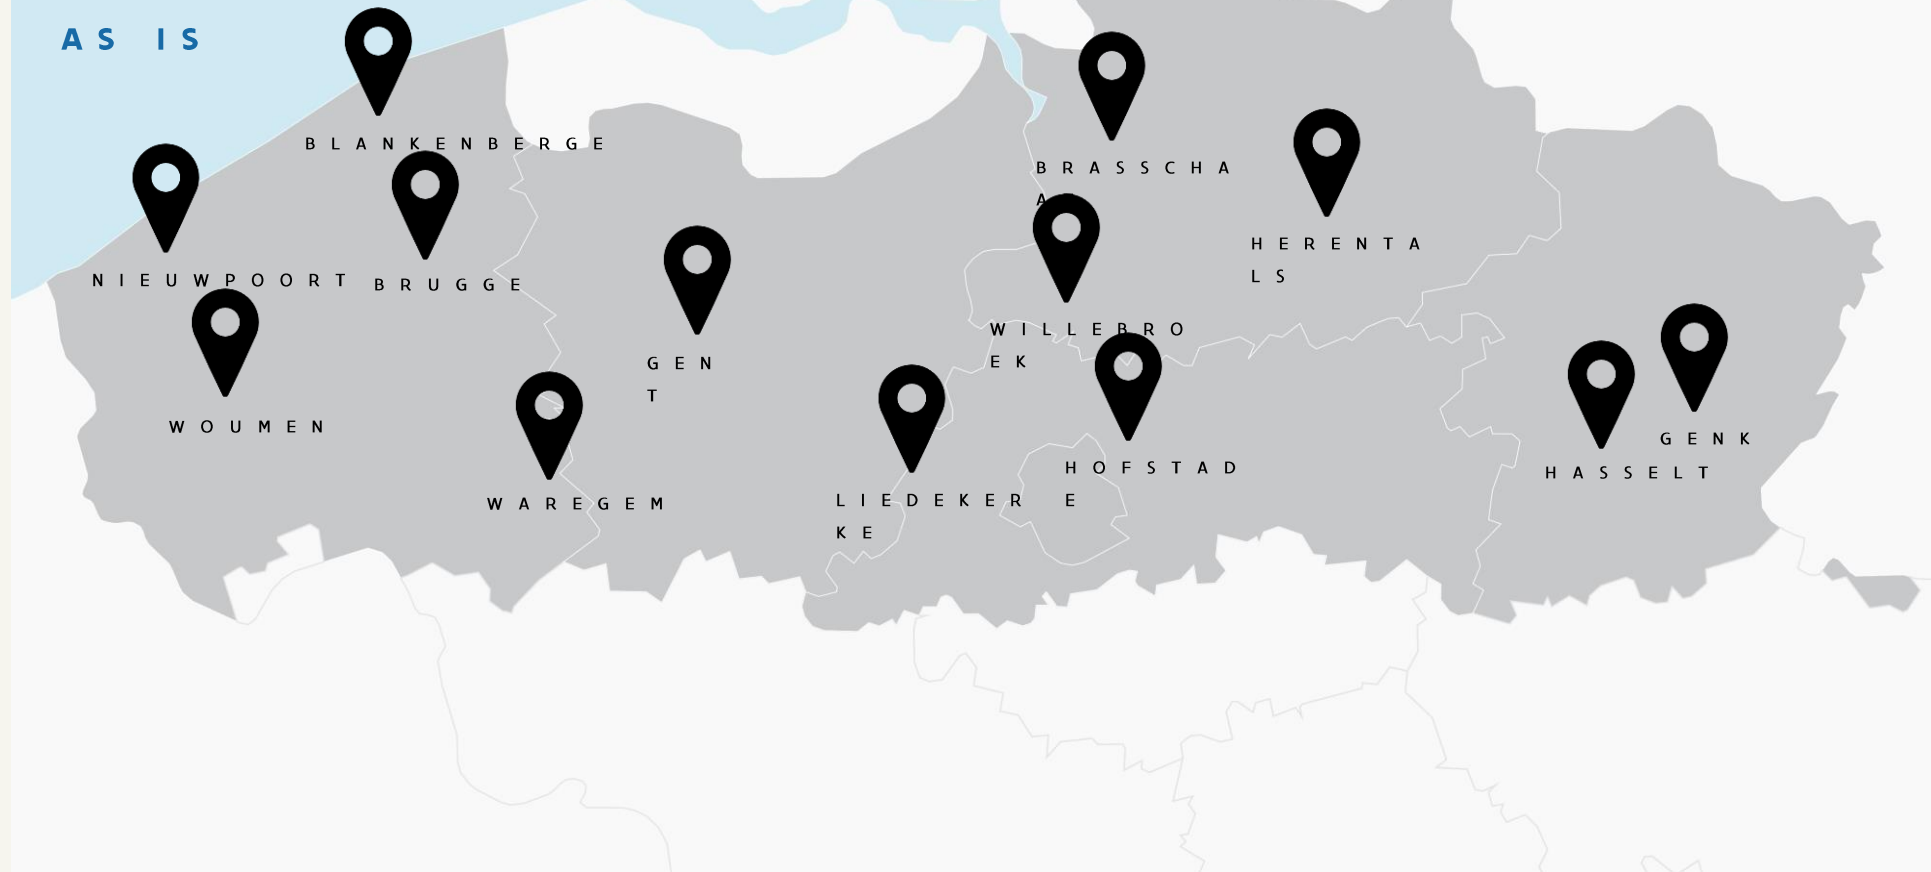 AS IS
BLANKENBERGE
NIEUWPOORT
BRUGGE
WOUMEN
WAREGEM
GEN
T
BRASSCHA
A
HERENTA
LS
WILLEBRO
EK
LIEDEKER
KE
HOFSTAD
E
GENK
HASSELT